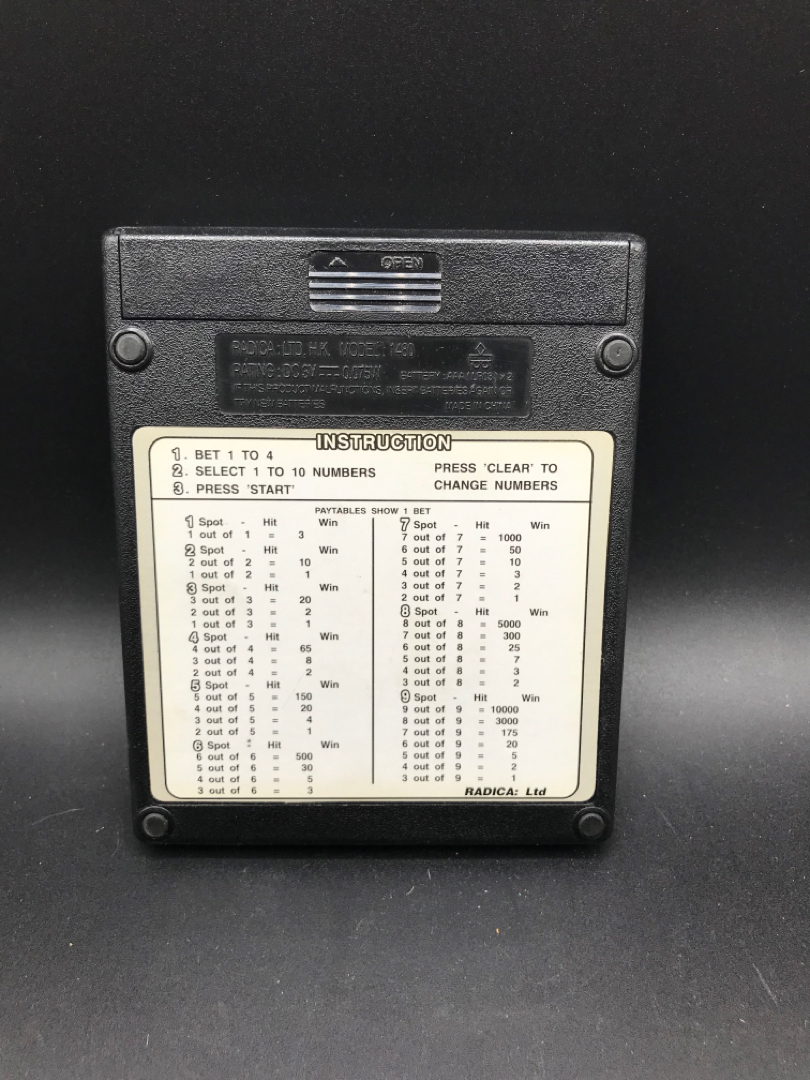 OPEN
RADICA: LTD. H.K. MODEL: 1480
RATING: DC 3V 0.075W
BATTERY: AAA (UR03) × 2
IF THIS PRODUCT MALFUNCTIONS, INSERT BATTERIES AGAIN OR
TRY NEW BATTERIES
MADE IN CHINA
INSTRUCTION
1. BET 1 TO 4
2. SELECT 1 TO 10 NUMBERS
3. PRESS 'START'
PRESS 'CLEAR' TO
CHANGE NUMBERS
PAYTABLES SHOW 1 BET
1 Spot - Hit Win
1 out of 1 = 3
2 Spot - Hit Win
2 out of 2 = 10
1 out of 2 = 1
3 Spot - Hit Win
3 out of 3 = 20
2 out of 3 = 2
1 out of 3 = 1
4 Spot - Hit Win
4 out of 4 = 65
3 out of 4 = 8
2 out of 4 = 2
5 Spot - Hit Win
5 out of 5 = 150
4 out of 5 = 20
3 out of 5 = 4
2 out of 5 = 1
6 Spot - Hit Win
6 out of 6 = 500
5 out of 6 = 30
4 out of 6 = 5
3 out of 6 = 3
7 Spot - Hit Win
7 out of 7 = 1000
6 out of 7 = 50
5 out of 7 = 10
4 out of 7 = 3
3 out of 7 = 2
2 out of 7 = 1
8 Spot - Hit Win
8 out of 8 = 5000
7 out of 8 = 300
6 out of 8 = 25
5 out of 8 = 7
4 out of 8 = 3
3 out of 8 = 2
9 Spot - Hit Win
9 out of 9 = 10000
8 out of 9 = 3000
7 out of 9 = 175
6 out of 9 = 20
5 out of 9 = 5
4 out of 9 = 2
3 out of 9 = 1
RADICA: Ltd